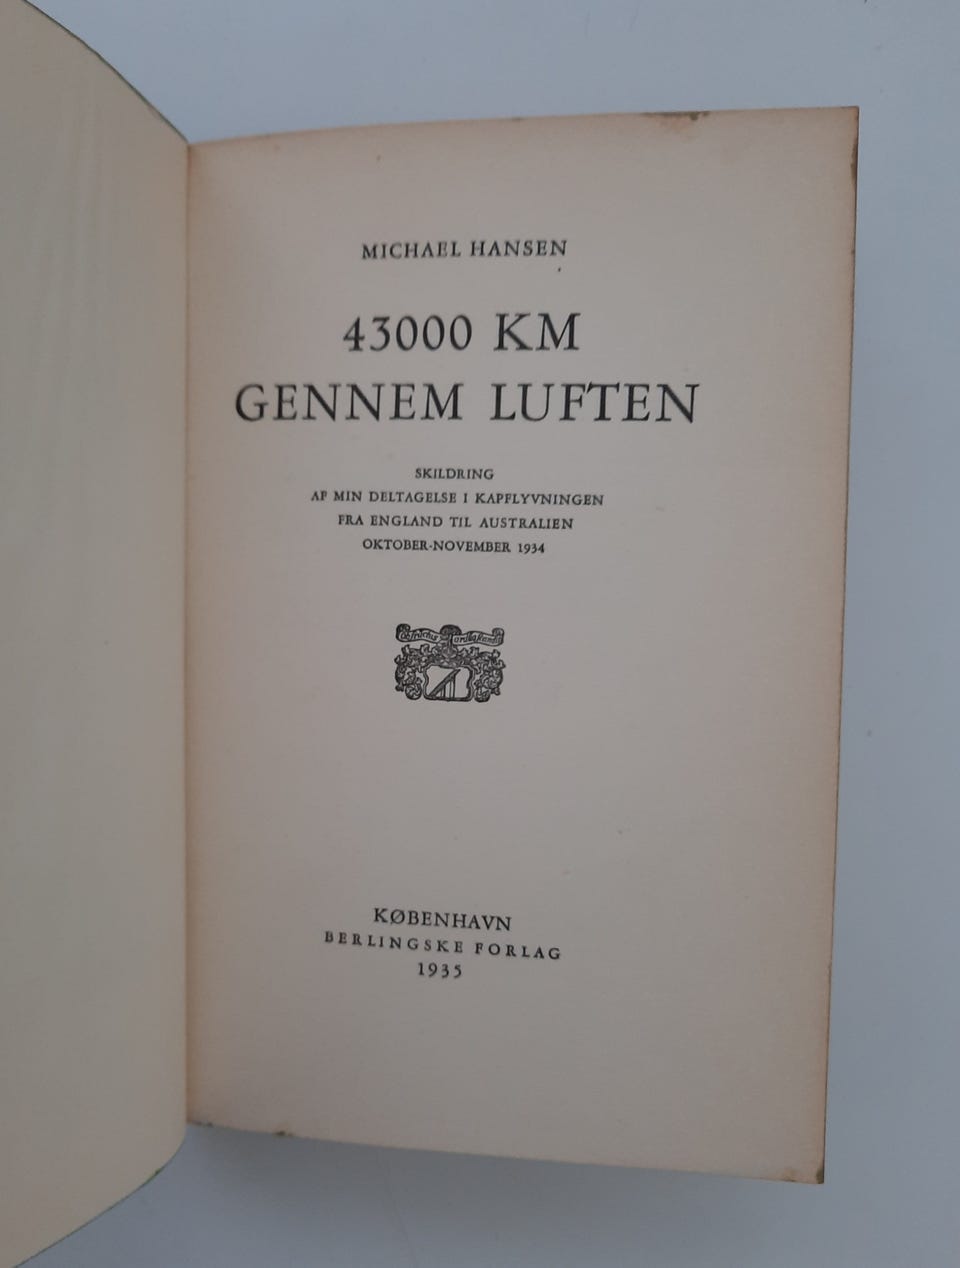 MICHAEL HANSEN
43000 KM
GENNEM LUFTEN
SKILDRING
AF MIN DELTAGELSE I KAPFLYVNINGEN
FRA ENGLAND TIL AUSTRALIEN
OKTOBER-NOVEMBER 1934
KØBENHAVN
BERLINGSKE FORLAG
1935